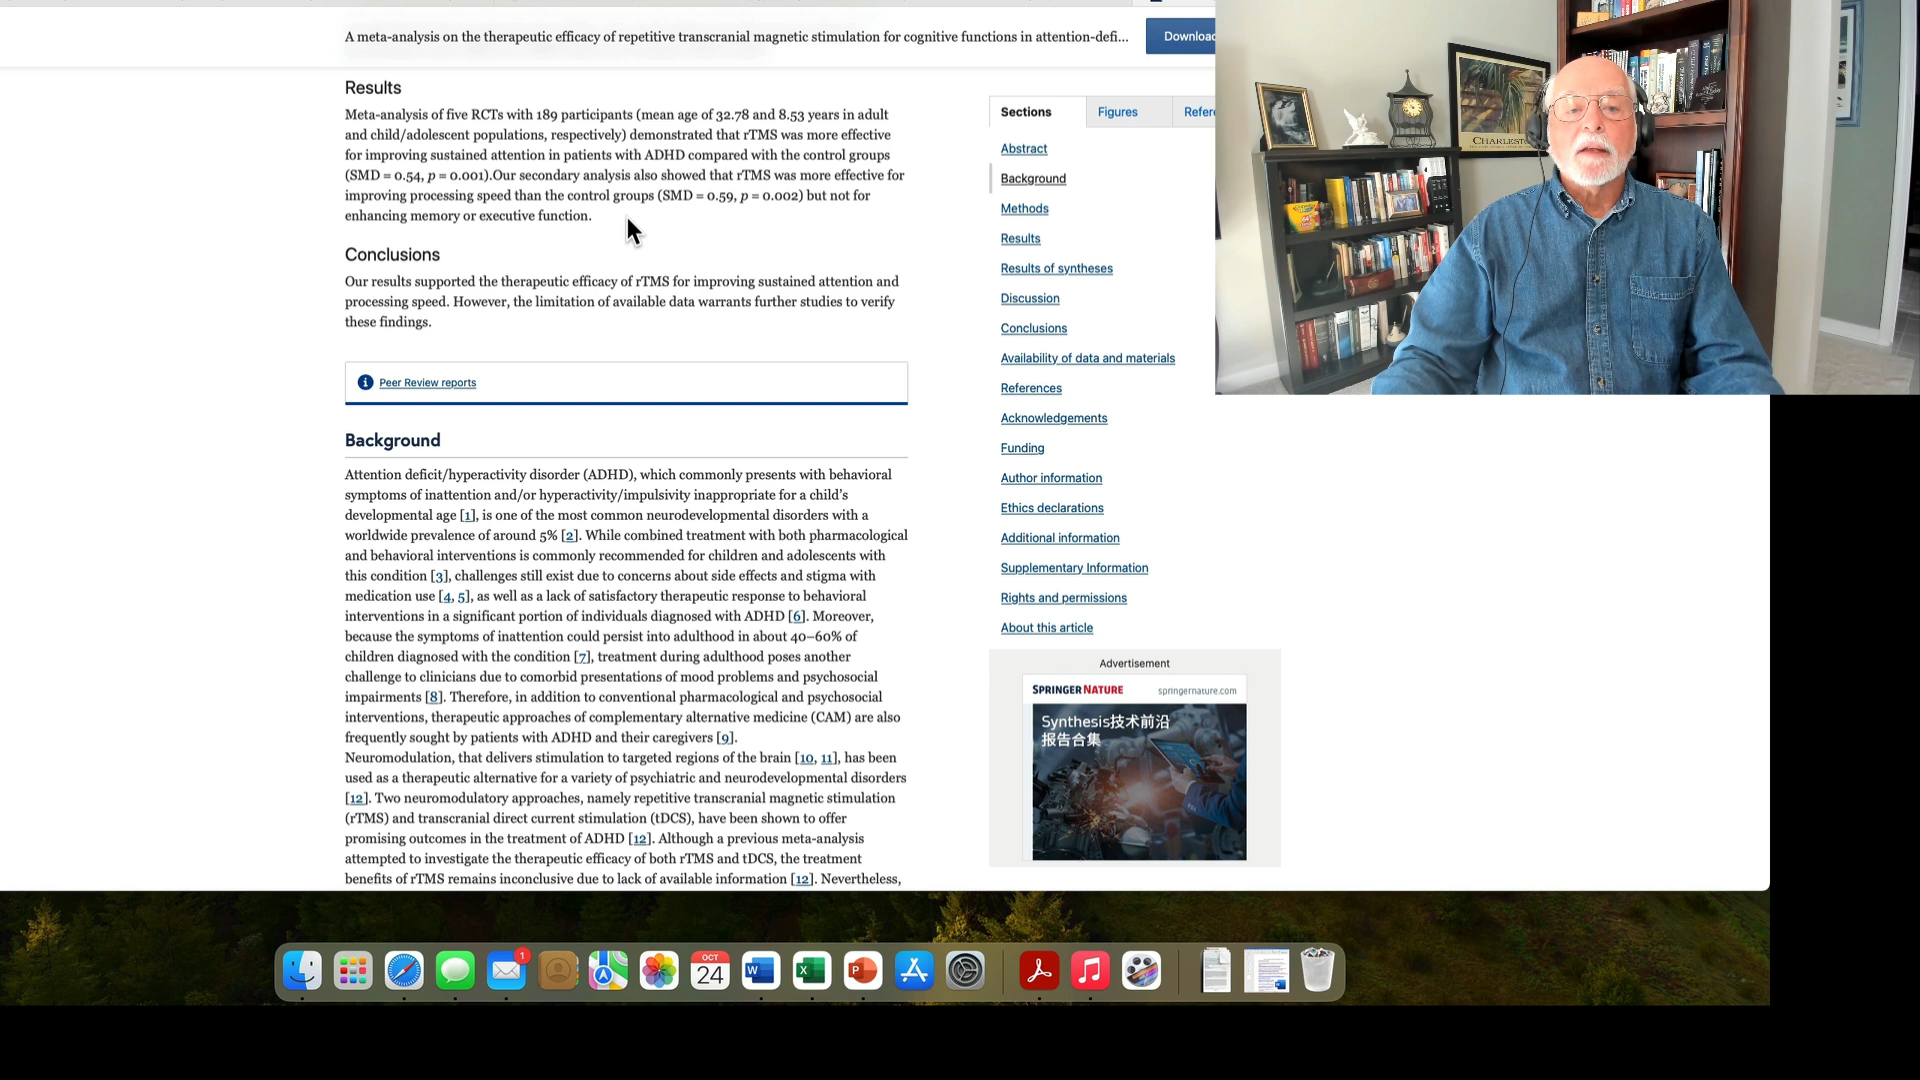 A meta-analysis on the therapeutic efficacy of repetitive transcranial magnetic stimulation for cognitive functions in attention-defi...
Results
Meta-analysis of five RCTs with 189 participants (mean age of 32.78 and 8.53 years in adult
and child/adolescent populations, respectively) demonstrated that rTMS was more effective
for improving sustained attention in patients with ADHD compared with the control groups
(SMD = 0.54, p = 0.001).Our secondary analysis also showed that rTMS was more effective for
improving processing speed than the control groups (SMD = 0.59, p = 0.002) but not for
enhancing memory or executive function.
Conclusions
Our results supported the therapeutic efficacy of rTMS for improving sustained attention and
processing speed. However, the limitation of available data warrants further studies to verify
these findings.
Peer Review reports
Background
Attention deficit/hyperactivity disorder (ADHD), which commonly presents with behavioral
symptoms of inattention and/or hyperactivity/impulsivity inappropriate for a child's
developmental age [1], is one of the most common neurodevelopmental disorders with a
worldwide prevalence of around 5% [2]. While combined treatment with both pharmacological
and behavioral interventions is commonly recommended for children and adolescents with
this condition [3], challenges still exist due to concerns about side effects and stigma with
medication use [4, 5], as well as a lack of satisfactory therapeutic response to behavioral
interventions in a significant portion of individuals diagnosed with ADHD [6]. Moreover,
because the symptoms of inattention could persist into adulthood in about 40–60% of
children diagnosed with the condition [7], treatment during adulthood poses another
challenge to clinicians due to comorbid presentations of mood problems and psychosocial
impairments [8]. Therefore, in addition to conventional pharmacological and psychosocial
interventions, therapeutic approaches of complementary alternative medicine (CAM) are also
frequently sought by patients with ADHD and their caregivers [9].
Neuromodulation, that delivers stimulation to targeted regions of the brain [10, 11], has been
used as a therapeutic alternative for a variety of psychiatric and neurodevelopmental disorders
[12]. Two neuromodulatory approaches, namely repetitive transcranial magnetic stimulation
(rTMS) and transcranial direct current stimulation (tDCS), have been shown to offer
promising outcomes in the treatment of ADHD [12]. Although a previous meta-analysis
attempted to investigate the therapeutic efficacy of both rTMS and tDCS, the treatment
benefits of rTMS remains inconclusive due to lack of available information [12]. Nevertheless,
Downloa
Sections
Figures
Refer
Abstract
Background
Methods
Results
Results of syntheses
Discussion
Conclusions
Availability of data and materials
References
Acknowledgements
Funding
Author information
Ethics declarations
Additional information
Supplementary Information
Rights and permissions
About this article
Advertisement
SPRINGER NATURE
springernature.com
Synthesis技术前沿
报告合集
CHARLEST
1
OCT
24
W
X
P